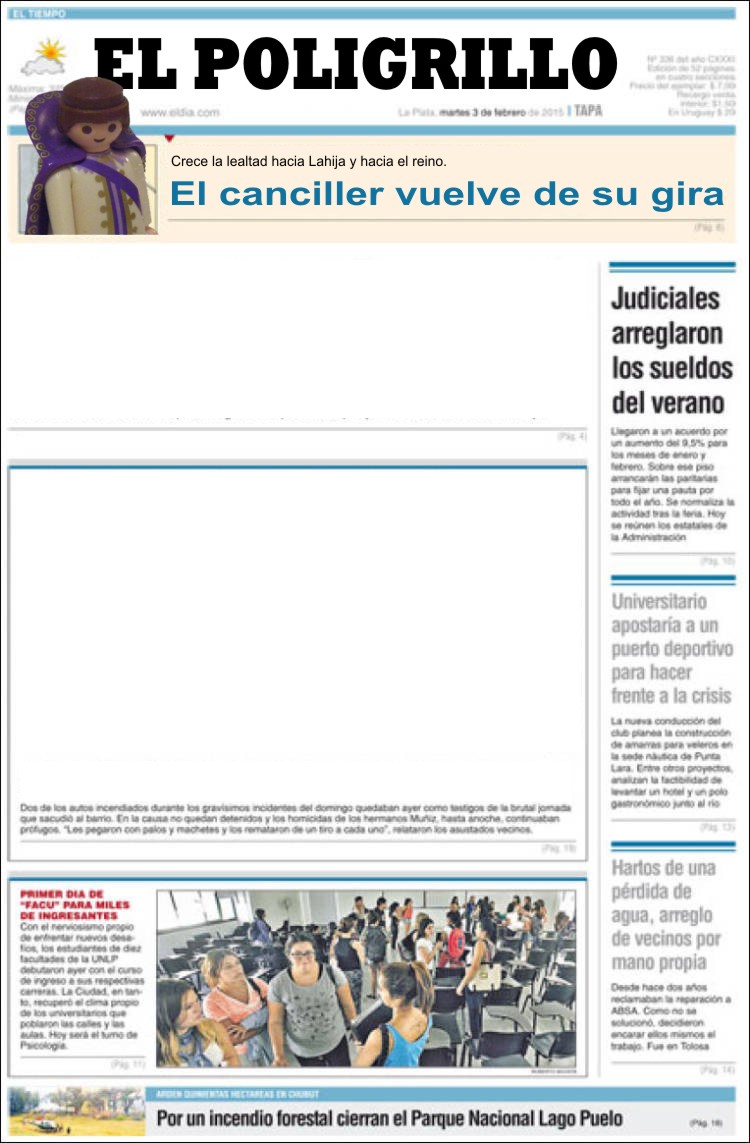 EL TIEMPO
EL POLIGRILLO
Nº 336 del año CXXXI
Edición de 52 páginas
en cuatro secciones
Precio del ejemplar: $ 7,00
Recargo venta
interior: $1,50
En Uruguay $ 20
www.eldia.com
La Plata, martes 3 de febrero de 2015 TAPA
Crece la lealtad hacia Lahija y hacia el reino.
El canciller vuelve de su gira
(Pág. 8)
(Pág. 4)
Dos de los autos incendiados durante los gravísimos incidentes del domingo quedaban ayer como testigos de la brutal jornada
que sacudió al barrio. En la causa no quedan detenidos y los homicidas de los hermanos Muñiz, hasta anoche, continuaban
prófugos. "Les pegaron con palos y machetes y los remataron de un tiro a cada uno", relataron los asustados vecinos.
(Pág. 19)
PRIMER DIA DE
"FACU" PARA MILES
DE INGRESANTES
Con el nerviosismo propio
de enfrentar nuevos desa-
fíos, los estudiantes de diez
facultades de la UNLP
debutaron ayer con el curso
de ingreso a sus respectivas
carreras. La Ciudad, en tan-
to, recuperó el clima propio
de los universitarios que
poblaron las calles y las
aulas. Hoy será el turno de
Psicología.
(Pág. 11)
Judiciales
arreglaron
los sueldos
del verano
Llegaron a un acuerdo por
un aumento del 9,5% para
los meses de enero y
febrero. Sobre ese piso
arrancarán las paritarias
para fijar una pauta por
todo el año. Se normaliza la
actividad tras la feria. Hoy
se reúnen los estatales de
la Administración
(Pág. 10)
Universitario
apostaría a un
puerto deportivo
para hacer
frente a la crisis
La nueva conducción del
club planea la construcción
de amarras para veleros en
la sede náutica de Punta
Lara. Entre otros proyectos,
analizan la factibilidad de
levantar un hotel y un polo
gastronómico junto al río
(Pág. 13)
Hartos de una
pérdida de
agua, arreglo
de vecinos por
mano propia
Desde hace dos años
reclamaban la reparación a
ABSA. Como no se
solucionó, decidieron
encarar ellos mismos el
trabajo. Fue en Tolosa
(Pág. 14)
ARDEN QUINIENTAS HECTAREAS EN CHUBUT
Por un incendio forestal cierran el Parque Nacional Lago Puelo
(Pág. 18)